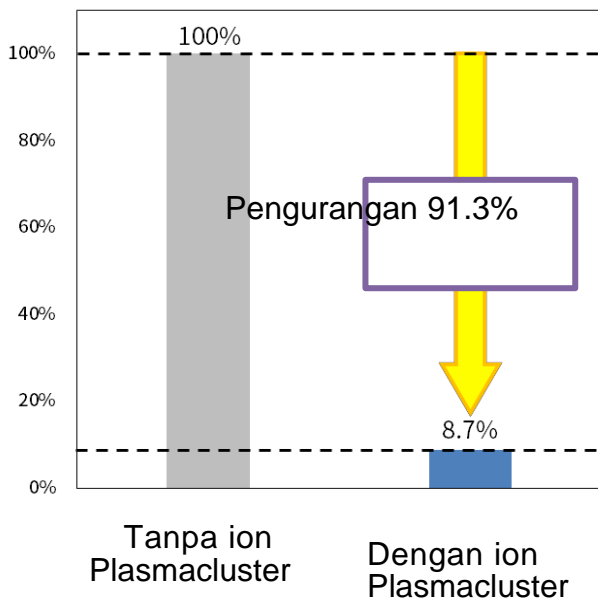 100%
100%
80%
Pengurangan 91.3%
60%
40%
20%
8.7%
0%
Tanpa ion
Plasmacluster
Dengan ion
Plasmacluster